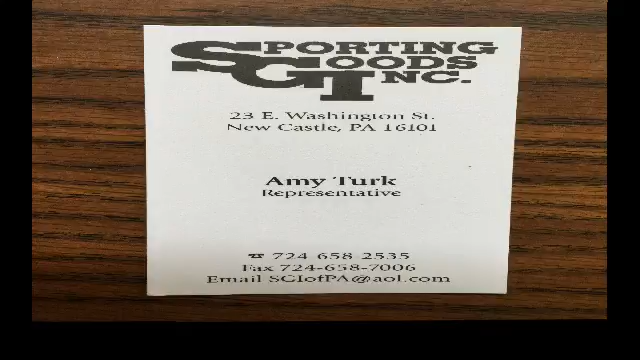 SPORTING
GOODS
INC.
23 E. Washington St.
New Castle, PA 16101
Amy Turk
Representative
☎ 724-658-2535
Fax 724-658-7006
Email SGIofPA@aol.com